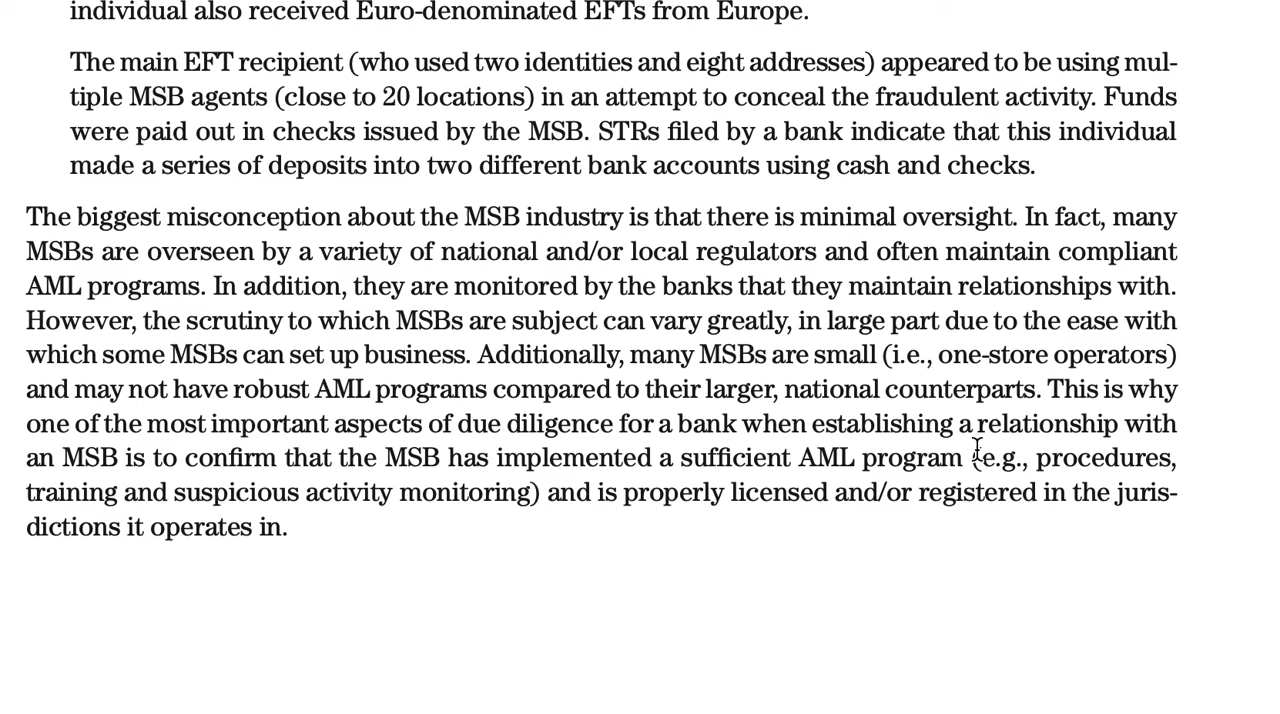 individual also received Euro-denominated EFTs from Europe.
The main EFT recipient (who used two identities and eight addresses) appeared to be using mul-
tiple MSB agents (close to 20 locations) in an attempt to conceal the fraudulent activity. Funds
were paid out in checks issued by the MSB. STRs filed by a bank indicate that this individual
made a series of deposits into two different bank accounts using cash and checks.
The biggest misconception about the MSB industry is that there is minimal oversight. In fact, many
MSBs are overseen by a variety of national and/or local regulators and often maintain compliant
AML programs. In addition, they are monitored by the banks that they maintain relationships with.
However, the scrutiny to which MSBs are subject can vary greatly, in large part due to the ease with
which some MSBs can set up business. Additionally, many MSBs are small (i.e., one-store operators)
and may not have robust AML programs compared to their larger, national counterparts. This is why
one of the most important aspects of due diligence for a bank when establishing a relationship with
an MSB is to confirm that the MSB has implemented a sufficient AML program (e.g., procedures,
training and suspicious activity monitoring) and is properly licensed and/or registered in the juris-
dictions it operates in.